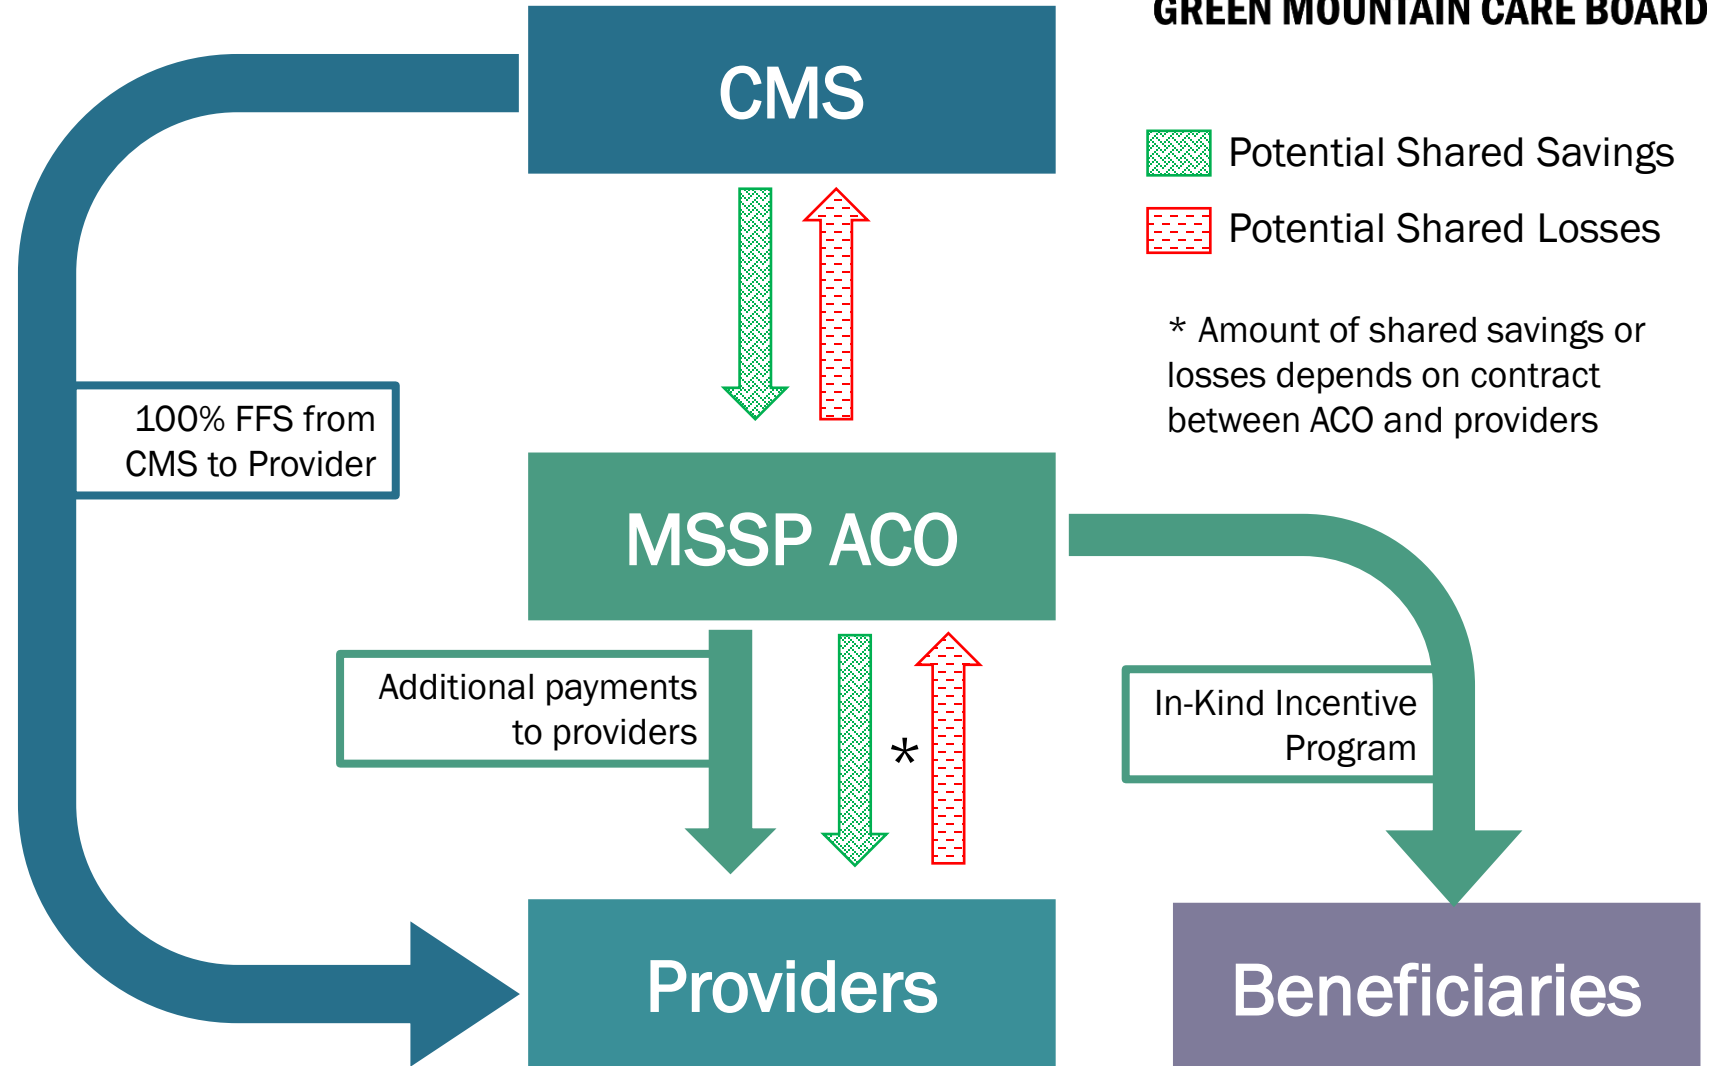 GREEN MOUNTAIN CARE BOARD
CMS
Potential Shared Savings
Potential Shared Losses
* Amount of shared savings or
losses depends on contract
between ACO and providers
100% FFS from
CMS to Provider
MSSP ACO
Additional payments
to providers
*
In-Kind Incentive
Program
Providers
Beneficiaries